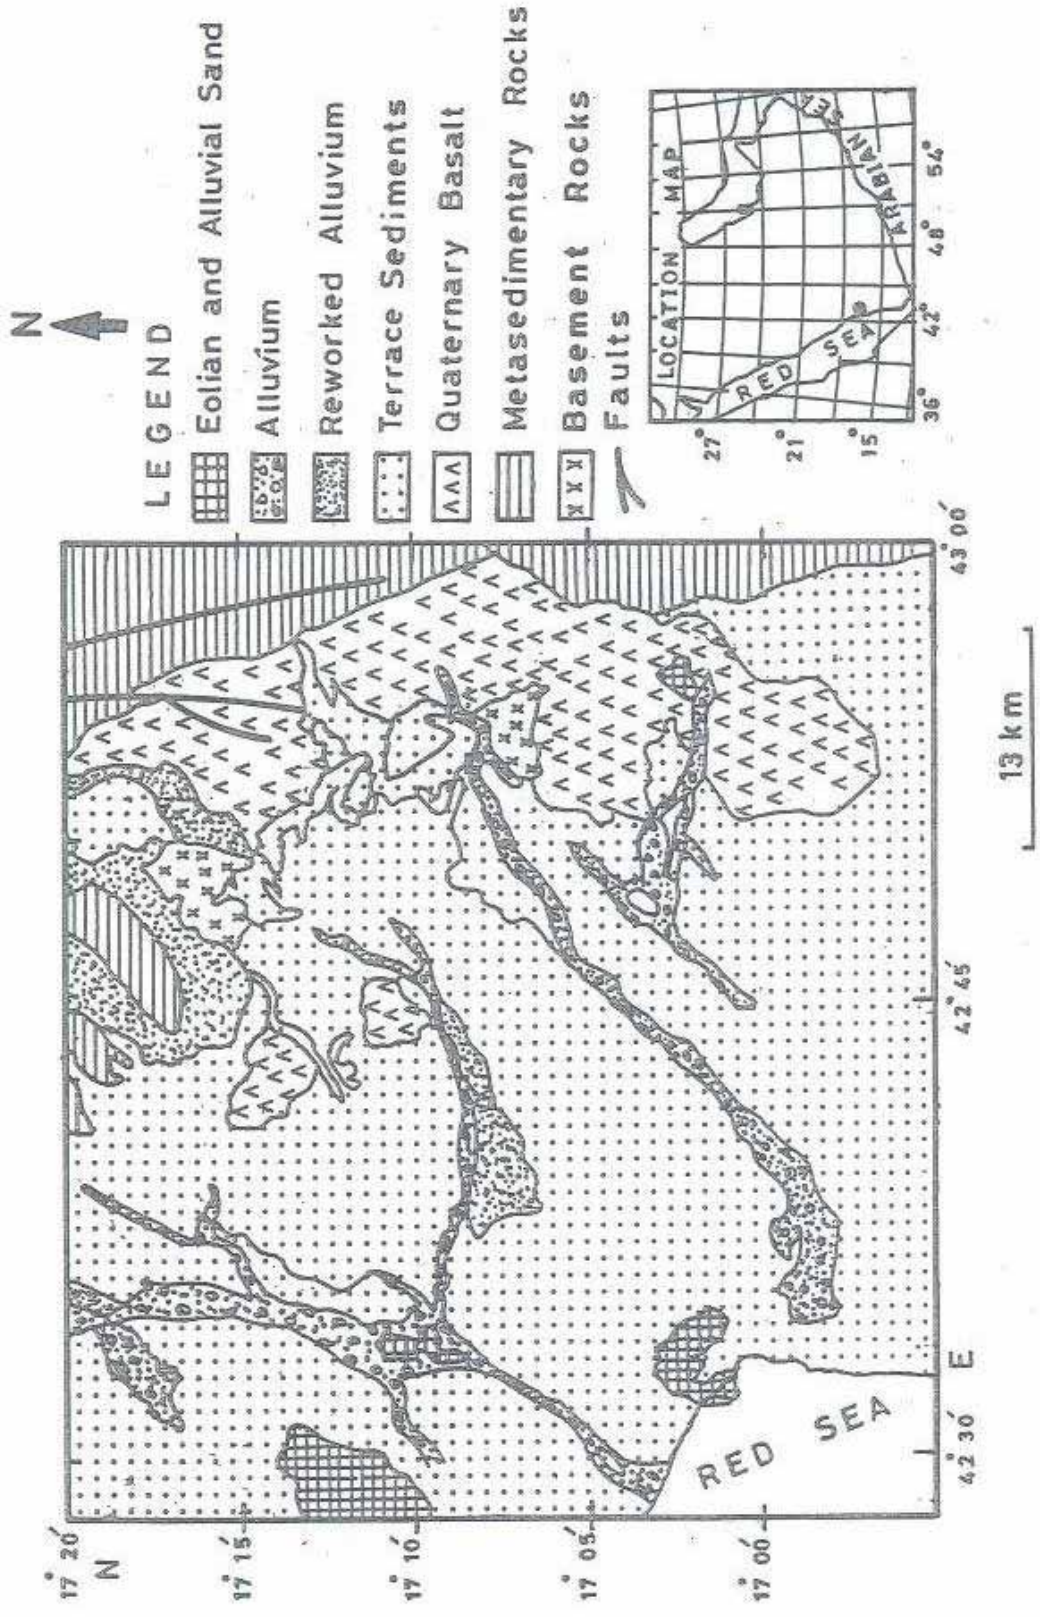 N
LEGEND
Eolian and Alluvial Sand
Alluvium
Reworked Alluvium
Terrace Sediments
Quaternary Basalt
Metasedimentary Rocks
Basement Rocks
Faults
LOCATION MAP
RED SEA
ARABIAN SEA
27°
21°
15°
36°
42°
48°
54°
17° 20′
N
17° 15′
17° 10′
17° 05′
17° 00′
42° 30′
E
42° 45′
43° 00′
RED SEA
13 km